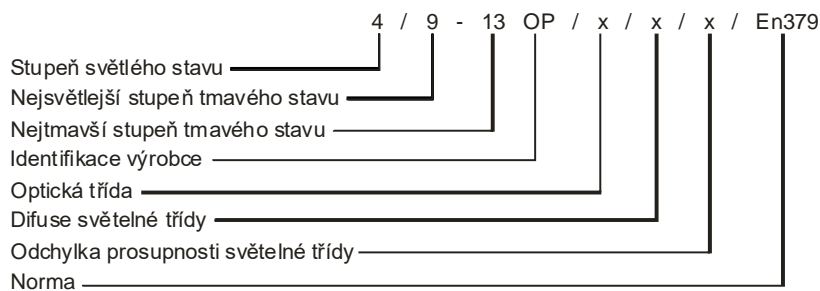 4 / 9 - 13 OP / x / x / x / En379
Stupeň světlého stavu
Nejsvětlejší stupeň tmavého stavu
Nejtmavší stupeň tmavého stavu
Identifikace výrobce
Optická třída
Difuse světelné třídy
Odchylka prosupnosti světelné třídy
Norma